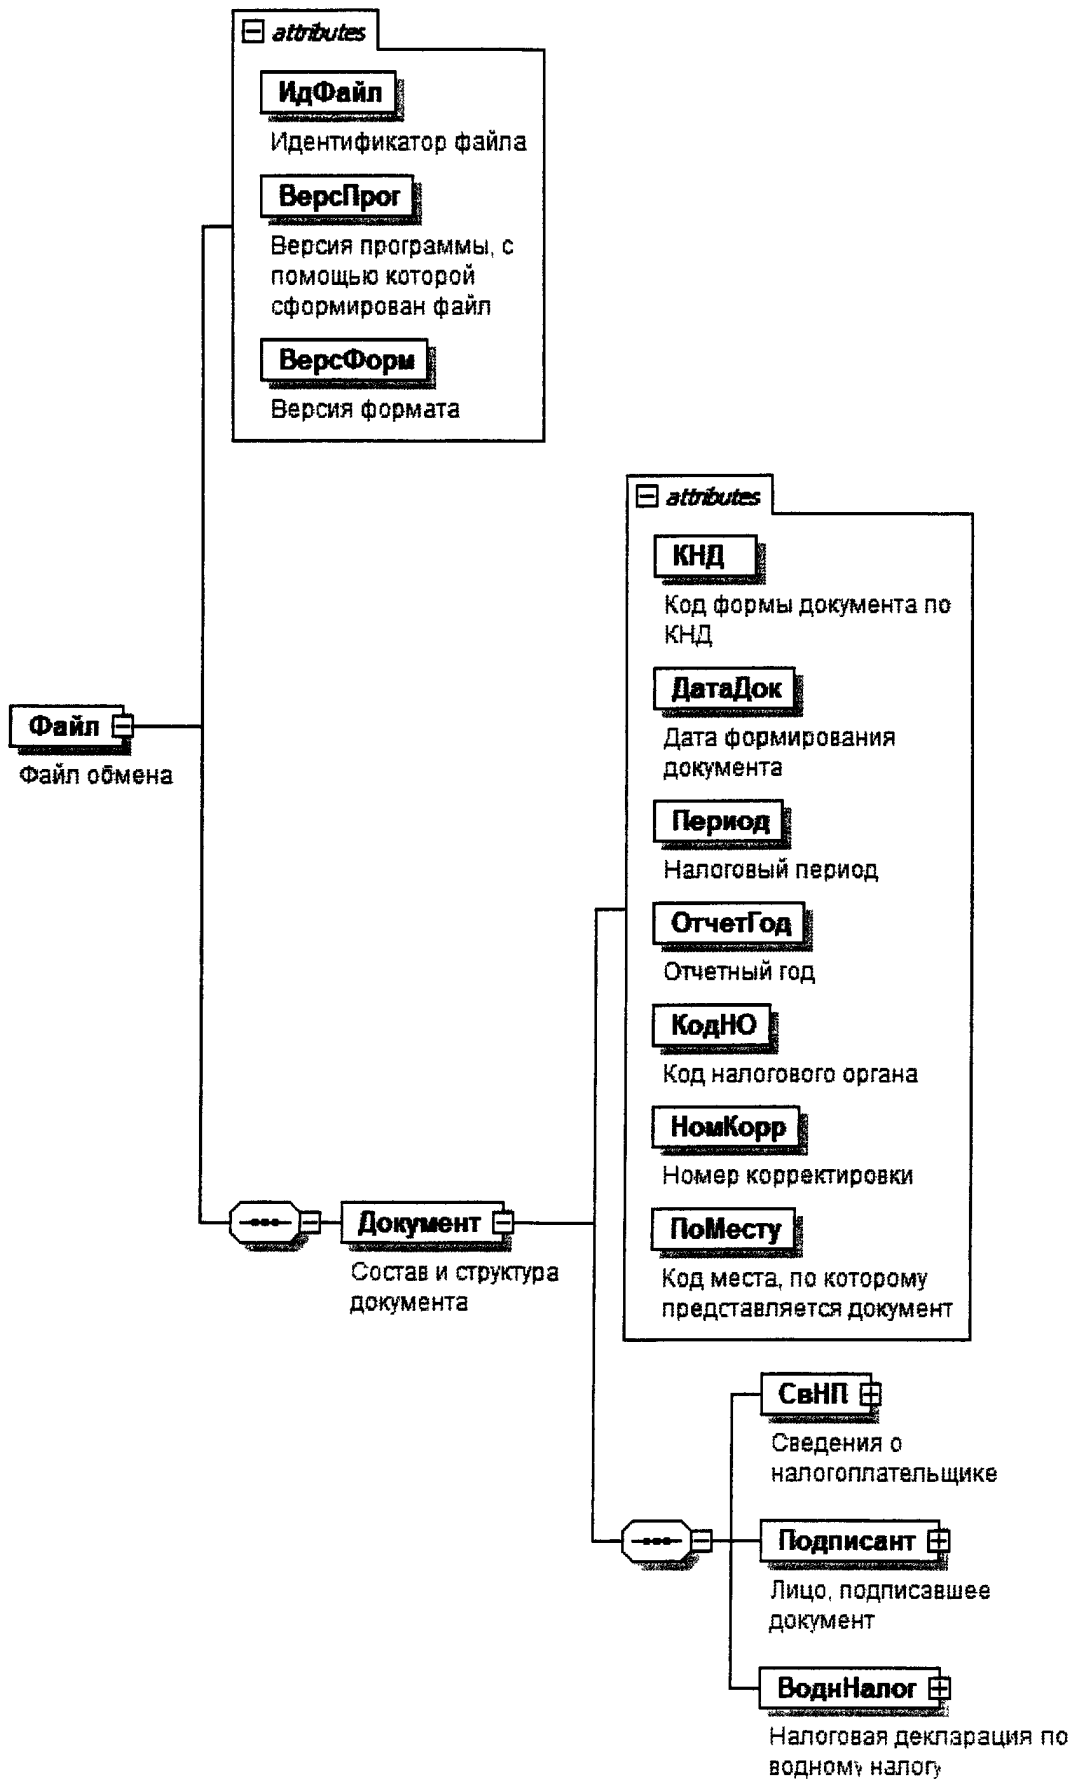 attributes
ИдФайл
Идентификатор файла
ВерсПрог
Версия программы, с
помощью которой
сформирован файл
ВерсФорм
Версия формата
attributes
КНД
Код формы документа по
КНД
ДатаДок
Дата формирования
документа
Период
Налоговый период
ОтчетГод
Отчетный год
КодНО
Код налогового органа
НомКорр
Номер корректировки
ПоМесту
Код места, по которому
представляется документ
Файл
Файл обмена
Документ
Состав и структура
документа
СвНП
Сведения о
налогоплательщике
Подписант
Лицо, подписавшее
документ
ВоднНалог
Налоговая декларация по
водному налогу